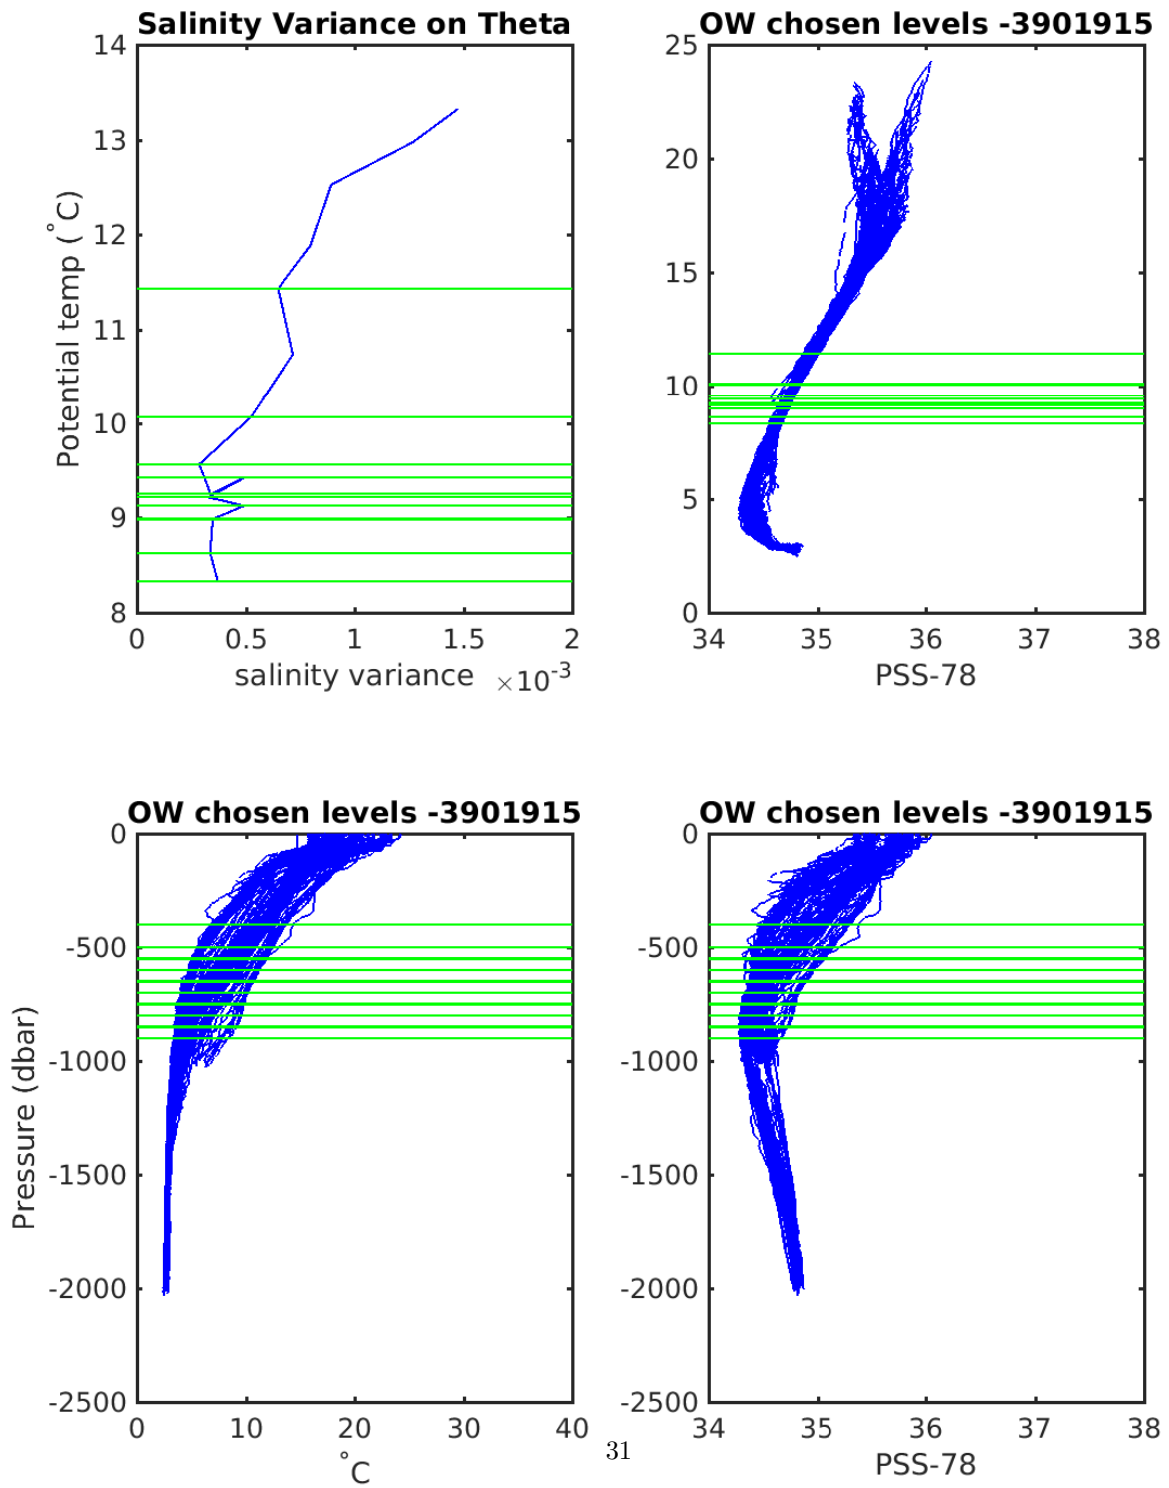 Salinity Variance on Theta
14
13
12
11
10
9
8
Potential temp (°C)
0 0.5 1 1.5 2
salinity variance ×10-3
OW chosen levels -3901915
25
20
15
10
5
0
34 35 36 37 38
PSS-78
OW chosen levels -3901915
0
-500
-1000
-1500
-2000
-2500
Pressure (dbar)
0 10 20 30 40
°C
OW chosen levels -3901915
0
-500
-1000
-1500
-2000
-2500
34 35 36 37 38
PSS-78
31